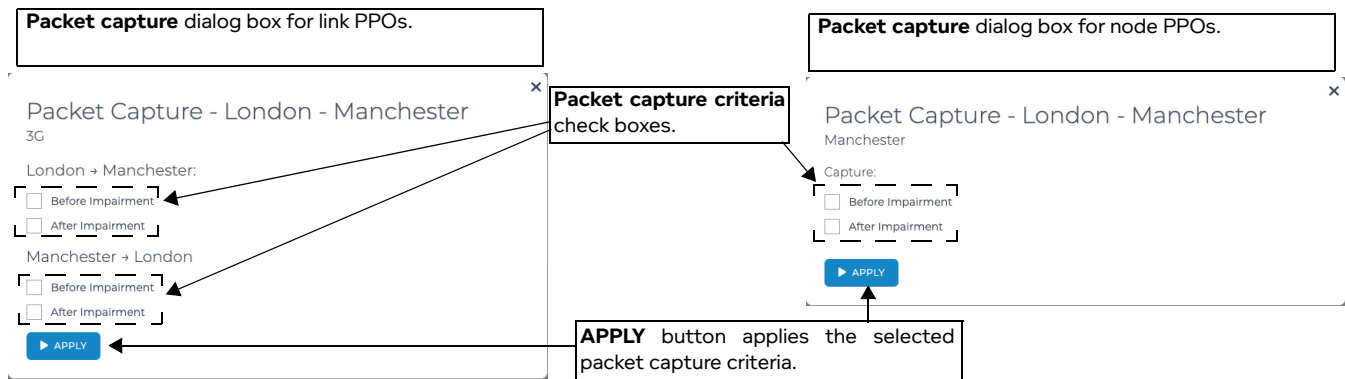 Packet capture dialog box for link PPOs.
Packet Capture - London - Manchester
3G
London → Manchester:
Before Impairment
After Impairment
Manchester → London
Before Impairment
After Impairment
APPLY
Packet capture criteria
check boxes.
APPLY button applies the selected
packet capture criteria.
Packet capture dialog box for node PPOs.
Packet Capture - London - Manchester
Manchester
Capture:
Before Impairment
After Impairment
APPLY